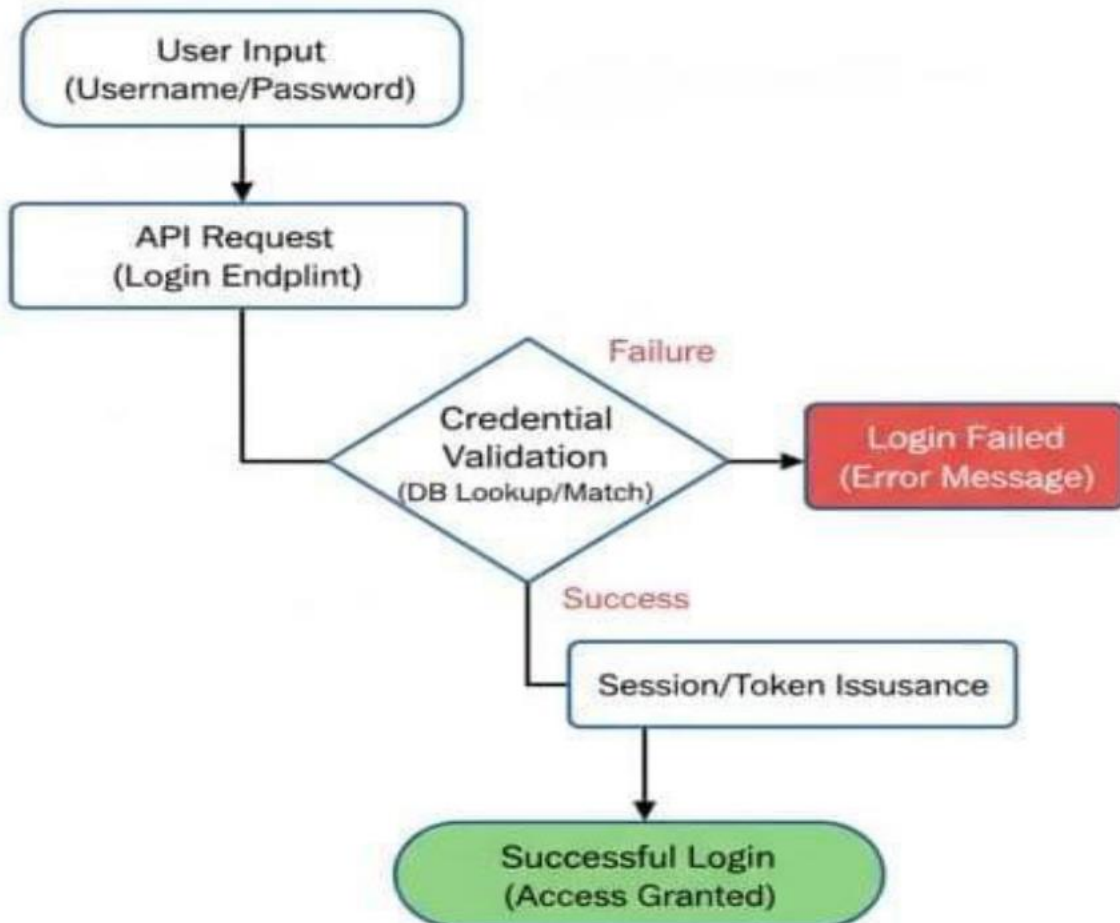 User Input
(Username/Password)
API Request
(Login Endplint)
Failure
Credential
Validation
(DB Lookup/Match)
Login Failed
(Error Message)
Success
Session/Token Issusance
Successful Login
(Access Granted)